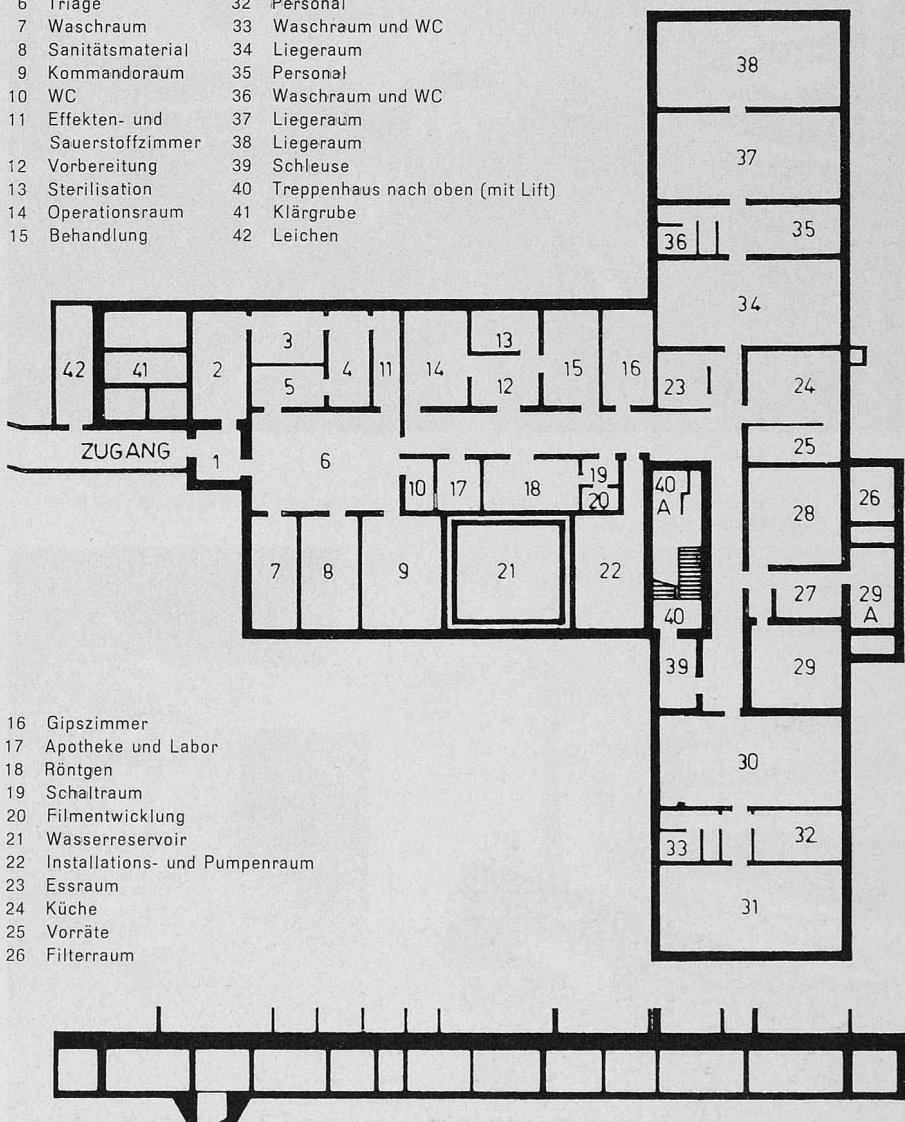 6 Triage
7 Waschraum
8 Sanitätsmaterial
9 Kommandoraum
10 WC
11 Effekten- und
Sauerstoffzimmer
12 Vorbereitung
13 Sterilisation
14 Operationsraum
15 Behandlung
32 Personal
33 Waschraum und WC
34 Liegeraum
35 Personal
36 Waschraum und WC
37 Liegeraum
38 Liegeraum
39 Schleuse
40 Treppenhaus nach oben (mit Lift)
41 Klärgrube
42 Leichen
38
37
36
35
34
42
41
2
3
5
4
11
14
13
12
15
16
23
24
25
ZUGANG
1
6
10
17
18
19
20
40
A
28
26
7
8
9
21
22
40
27
29
A
39
29
30
33
32
31
16 Gipszimmer
17 Apotheke und Labor
18 Röntgen
19 Schaltraum
20 Filmentwicklung
21 Wasserreservoir
22 Installations- und Pumpenraum
23 Essraum
24 Küche
25 Vorräte
26 Filterraum